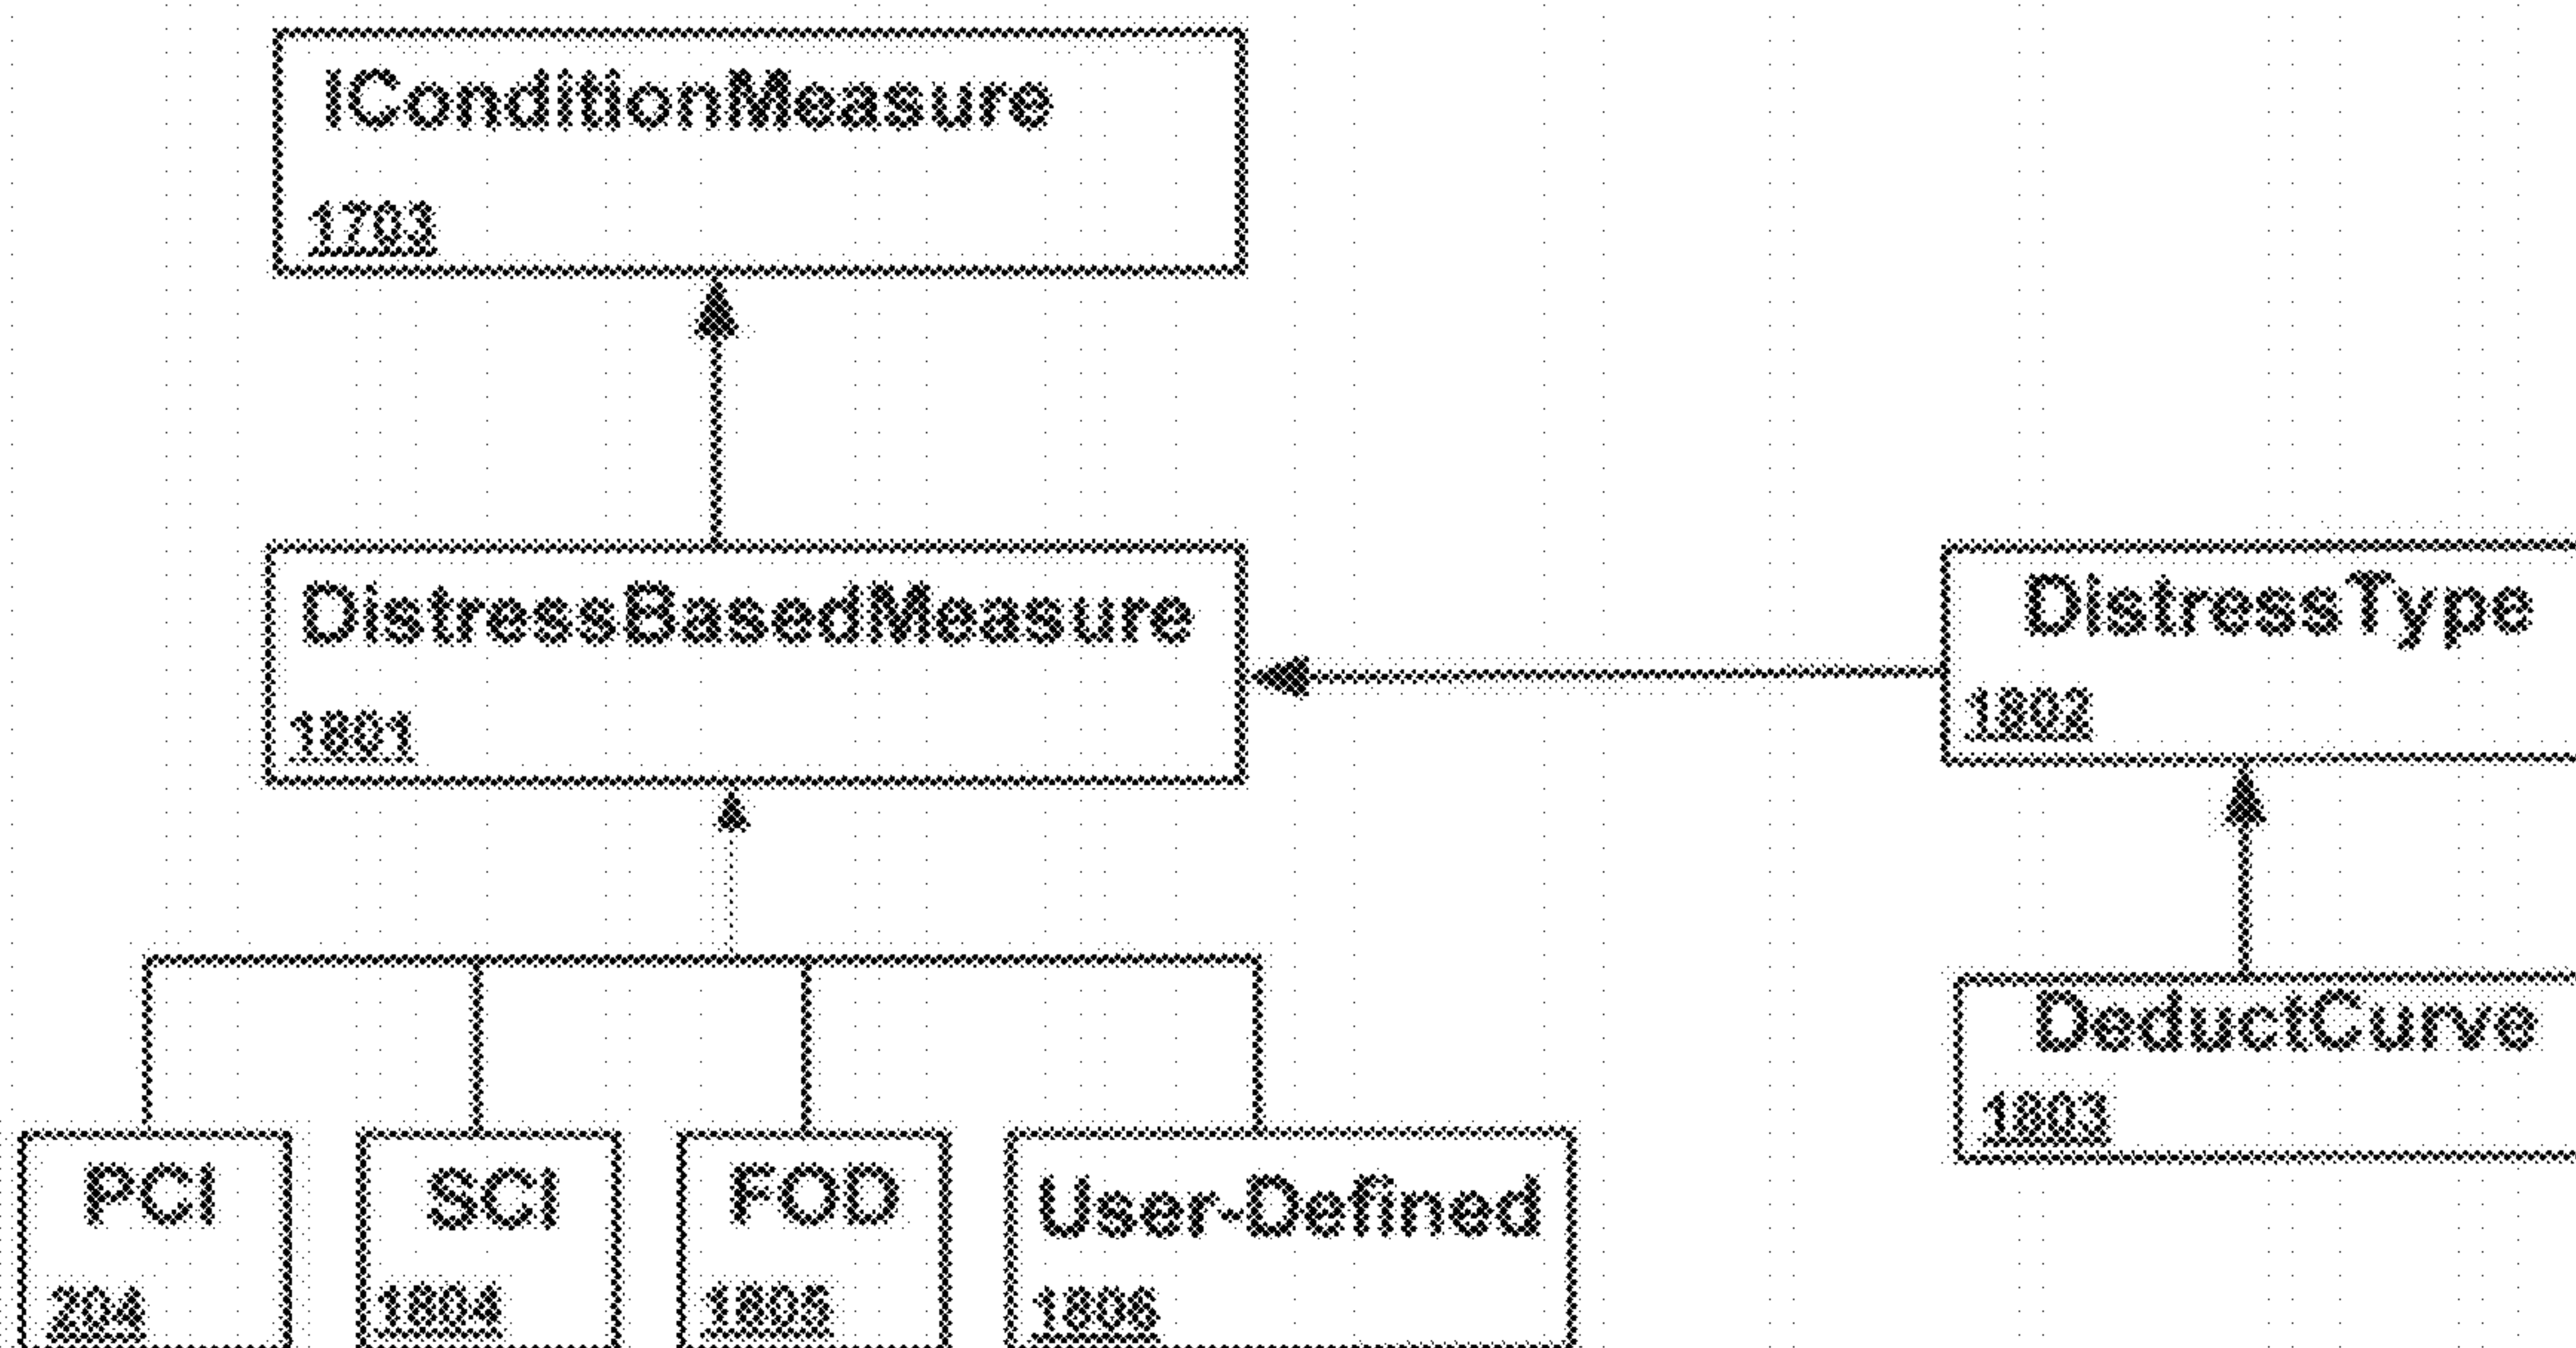 IConditionMeasure
1703
DistressBasedMeasure
1801
DistressType
1802
DeductCurve
1803
PCI
204
SCI
1804
FOD
1805
User-Defined
1806